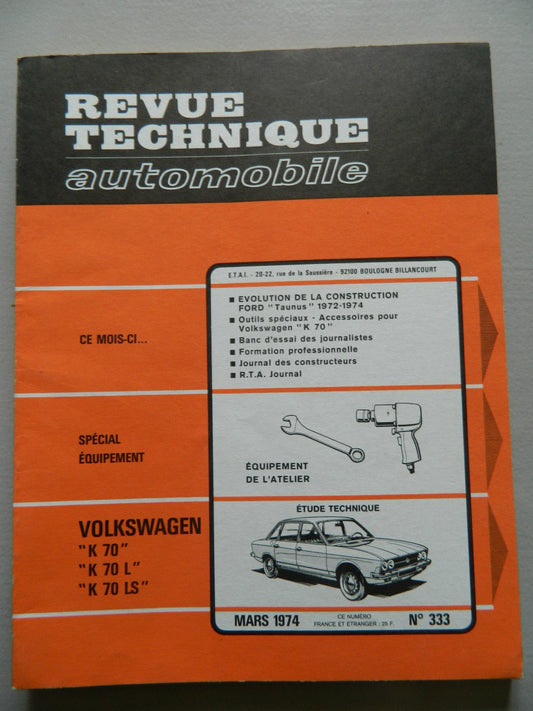 REVUE
TECHNIQUE
automobile
E.T.A.I. - 20-22, rue de la Saussière - 92100 BOULOGNE BILLANCOURT
CE MOIS-CI...
■ EVOLUTION DE LA CONSTRUCTION
FORD "Taunus" 1972-1974
■ Outils spéciaux - Accessoires pour
Volkswagen "K 70"
■ Banc d'essai des journalistes
■ Formation professionnelle
■ Journal des constructeurs
■ R.T.A. Journal
SPÉCIAL
ÉQUIPEMENT
ÉQUIPEMENT
DE L'ATELIER
VOLKSWAGEN
"K 70"
"K 70 L"
"K 70 LS"
ÉTUDE TECHNIQUE
MARS 1974
CE NUMÉRO
FRANCE ET ÉTRANGER : 25 F.
N° 333